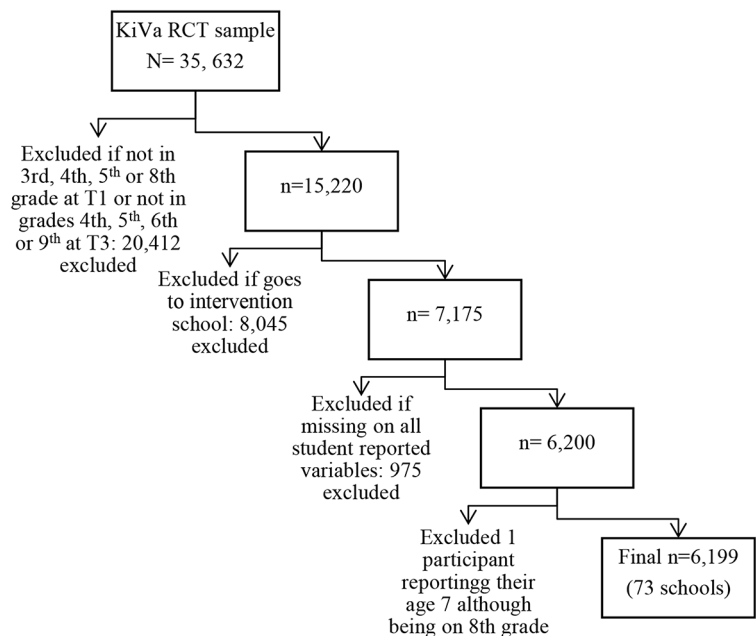 KiVa RCT sample
N= 35, 632
Excluded if not in
3rd, 4th, 5th or 8th
grade at T1 or not in
grades 4th, 5th, 6th
or 9th at T3: 20,412
excluded
n=15,220
Excluded if goes
to intervention
school: 8,045
excluded
n= 7,175
Excluded if
missing on all
student reported
variables: 975
excluded
n=6,200
Excluded 1
participant
reportingg their
age 7 although
being on 8th grade
Final n=6,199
(73 schools)